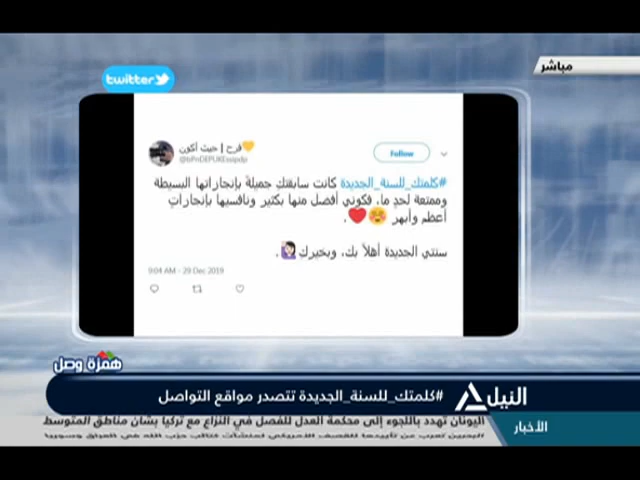 مباشر
twitter
فرح | حيث أكون
Follow
#كلمتك_للسنة_الجديدة كانت سابقتكِ جميلةً بإنجازاتها البسيطة
وممتعة لحدٍ ما، فكوني أفضل منها بكثير ونافسيها بإنجازاتٍ
أعظم وأبهر 😍❤️ .
سنتي الجديدة أهلاً بك، وبخيرك 🙋🏻‍♀️ .
9:04 AM - 29 Dec 2019
همزة وصل
#كلمتك_للسنة_الجديدة تتصدر مواقع التواصل
النيل
الأخبار
اليونان تهدد باللجوء إلى محكمة العدل للفصل في النزاع مع تركيا بشأن مناطق المتوسط